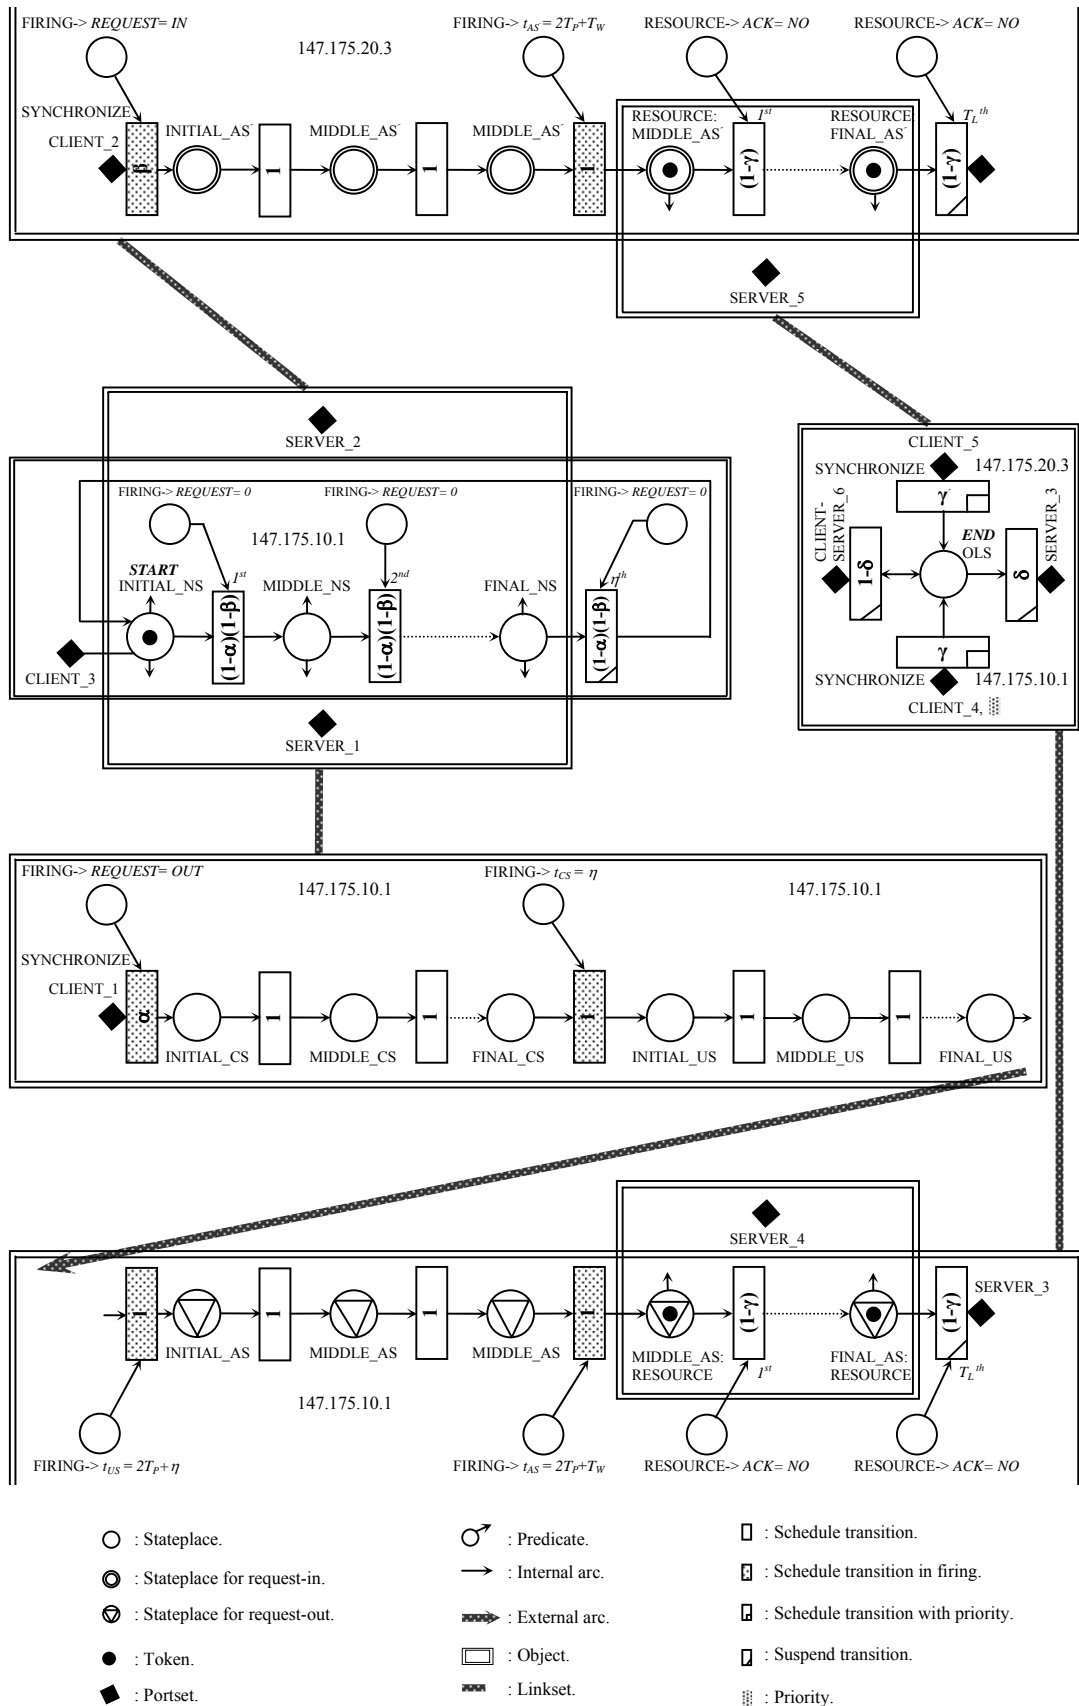 FIRING-> REQUEST= IN
FIRING-> tAS = 2TP+TW
RESOURCE-> ACK= NO
RESOURCE-> ACK= NO
147.175.20.3
SYNCHRONIZE
CLIENT_2
INITIAL_AS´
MIDDLE_AS´
MIDDLE_AS´
RESOURCE:
MIDDLE_AS´
1st
RESOURCE:
FINAL_AS´
TL th
β
1
1
1
(1-γ)
(1-γ)
SERVER_5
SERVER_2
FIRING-> REQUEST= 0
FIRING-> REQUEST= 0
FIRING-> REQUEST= 0
147.175.10.1
START
INITIAL_NS
1st
MIDDLE_NS
2nd
FINAL_NS
ηth
(1-α)(1-β)
(1-α)(1-β)
(1-α)(1-β)
CLIENT_3
SERVER_1
CLIENT_5
SYNCHRONIZE
147.175.20.3
γ´
CLIENT-
SERVER_6
1-δ
END
OLS
δ
SERVER_3
γ
SYNCHRONIZE
147.175.10.1
CLIENT_4,
FIRING-> REQUEST= OUT
147.175.10.1
FIRING-> tCS = η
147.175.10.1
SYNCHRONIZE
CLIENT_1
α
1
1
1
1
1
INITIAL_CS
MIDDLE_CS
FINAL_CS
INITIAL_US
MIDDLE_US
FINAL_US
SERVER_4
SERVER_3
1
1
1
1
(1-γ)
(1-γ)
INITIAL_AS
MIDDLE_AS
MIDDLE_AS
MIDDLE_AS:
RESOURCE
1st
FINAL_AS:
RESOURCE
TL th
147.175.10.1
FIRING-> tUS = 2TP+ η
FIRING-> tAS = 2TP+TW
RESOURCE-> ACK= NO
RESOURCE-> ACK= NO
: Stateplace.
: Predicate.
: Schedule transition.
: Stateplace for request-in.
: Internal arc.
: Schedule transition in firing.
: Stateplace for request-out.
: External arc.
: Schedule transition with priority.
: Token.
: Object.
: Suspend transition.
: Portset.
: Linkset.
: Priority.